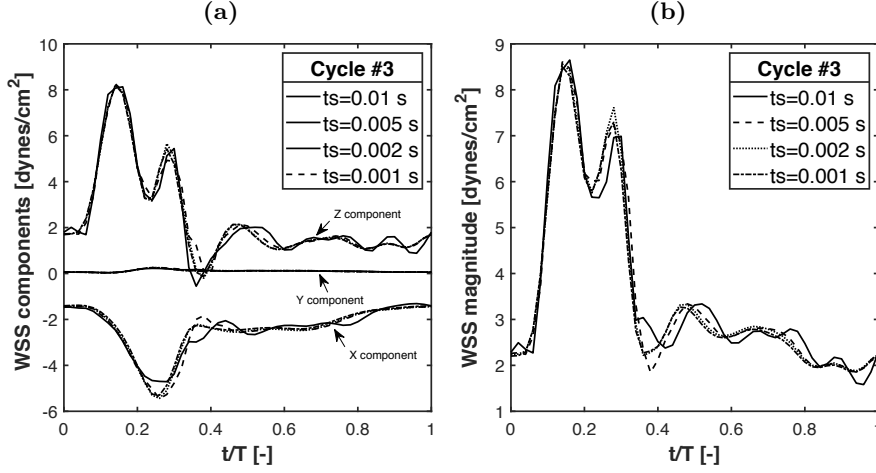 (a)
WSS components [dynes/cm²]
10
8
6
4
2
0
-2
-4
-6
Cycle #3
ts=0.01 s
ts=0.005 s
ts=0.002 s
ts=0.001 s
Z component
Y component
X component
0
0.2
0.4
0.6
0.8
1
t/T [-]
(b)
WSS magnitude [dynes/cm²]
9
8
7
6
5
4
3
2
1
Cycle #3
ts=0.01 s
ts=0.005 s
ts=0.002 s
ts=0.001 s
0
0.2
0.4
0.6
0.8
1
t/T [-]